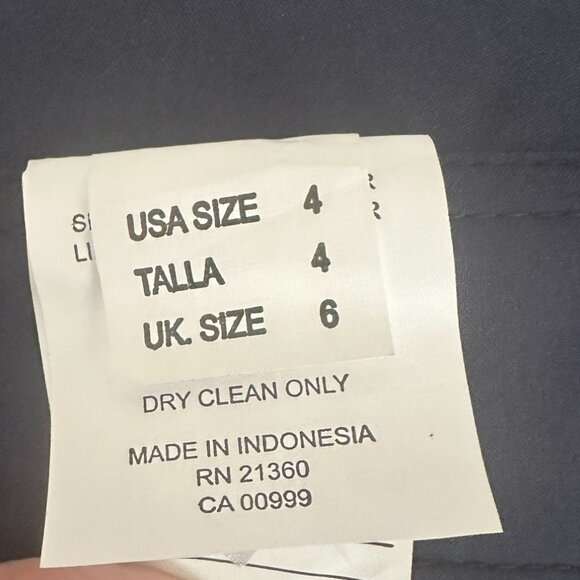 USA SIZE 4
TALLA 4
UK. SIZE 6
DRY CLEAN ONLY
MADE IN INDONESIA
RN 21360
CA 00999